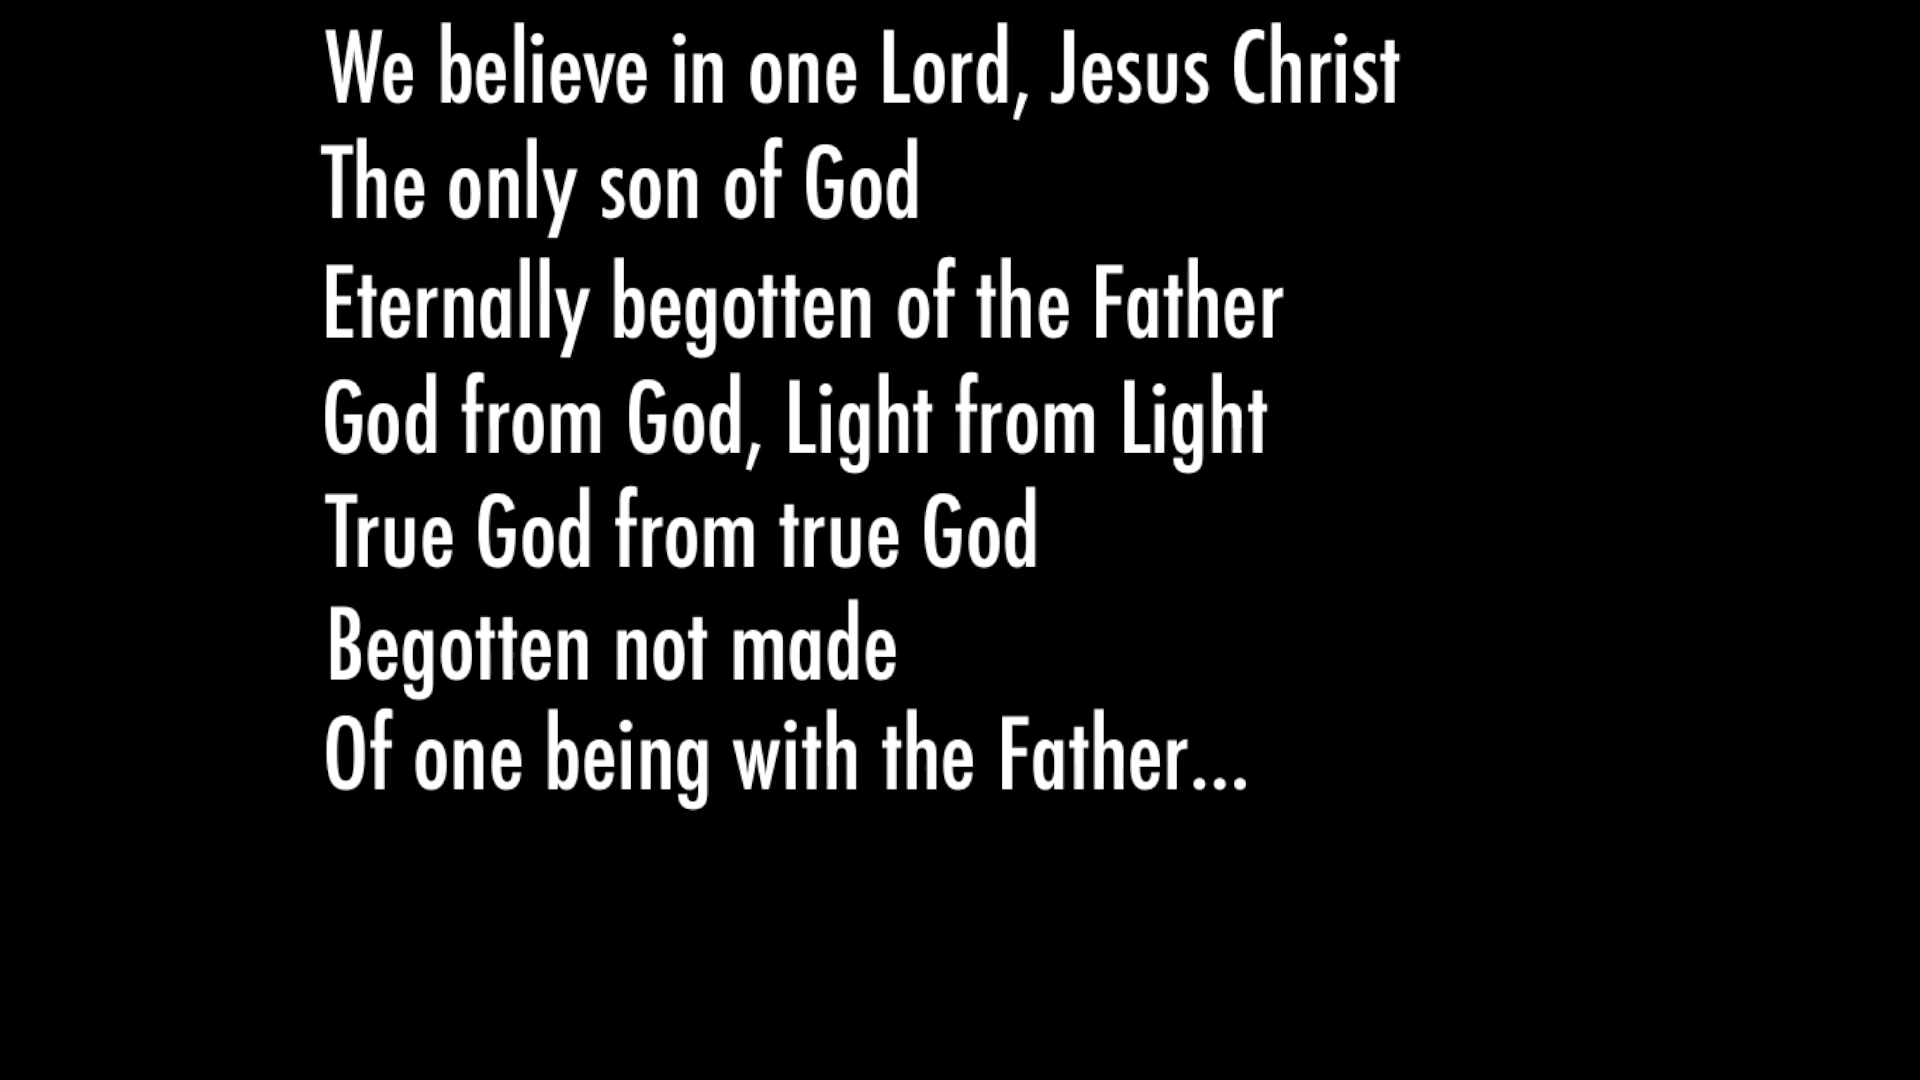 We believe in one Lord, Jesus Christ
The only son of God
Eternally begotten of the Father
God from God, Light from Light
True God from true God
Begotten not made
Of one being with the Father...